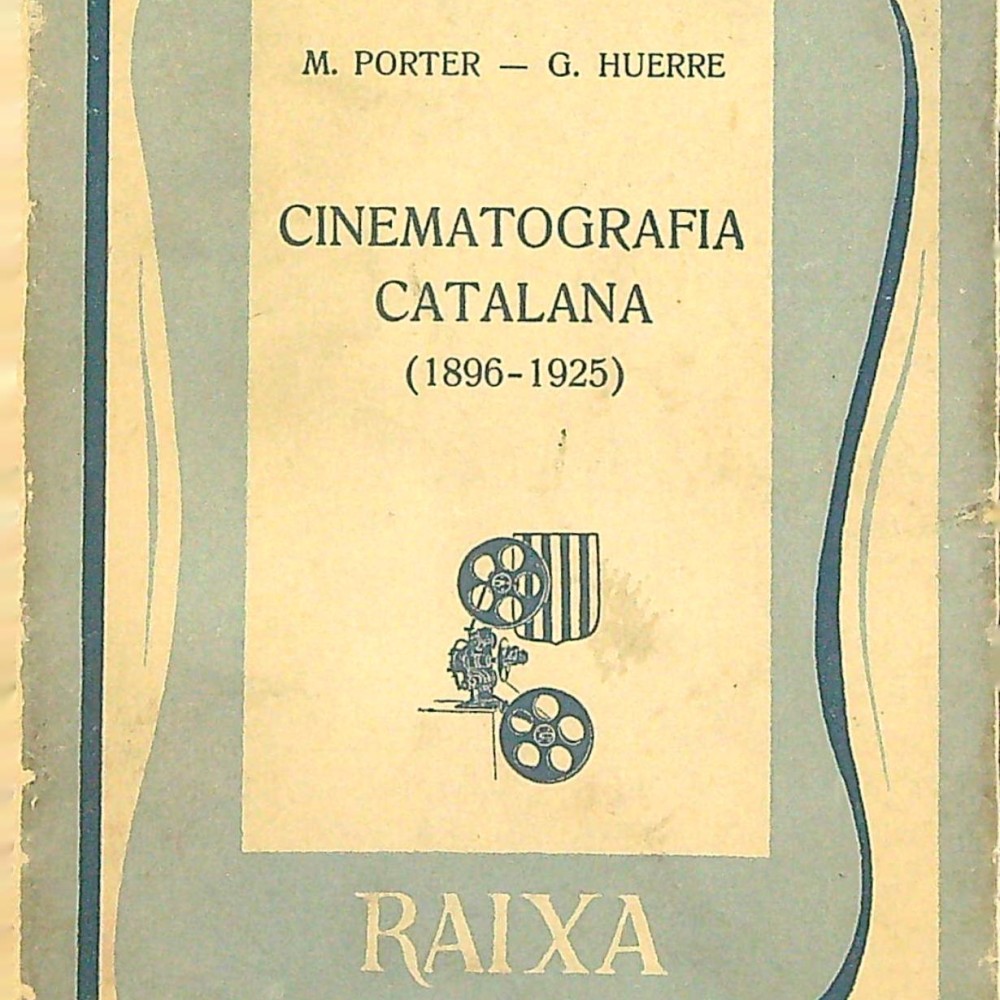 M. PORTER — G. HUERRE
CINEMATOGRAFIA
CATALANA
(1896-1925)
RAIXA